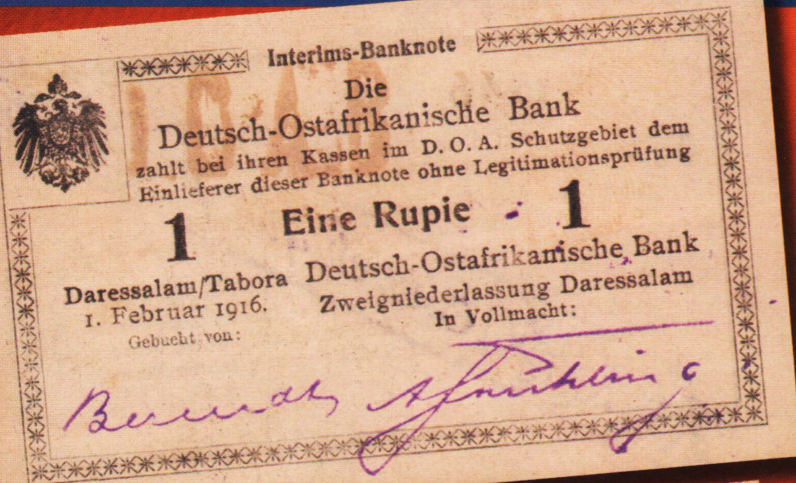 Interims-Banknote
Die
Deutsch-Ostafrikanische Bank
zahlt bei ihren Kassen im D. O. A. Schutzgebiet dem
Einlieferer dieser Banknote ohne Legitimationsprüfung
1 Eine Rupie 1
Daressalam/Tabora
1. Februar 1916.
Gebucht von:
Deutsch-Ostafrikanische Bank
Zweigniederlassung Daressalam
In Vollmacht: